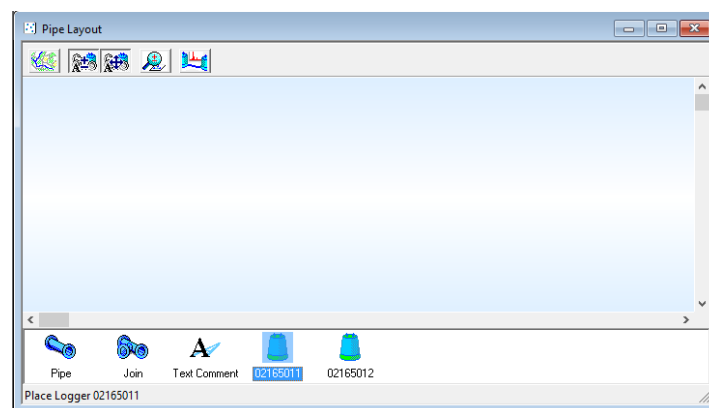 Pipe Layout
Pipe Join Text Comment 02165011 02165012
Place Logger 02165011